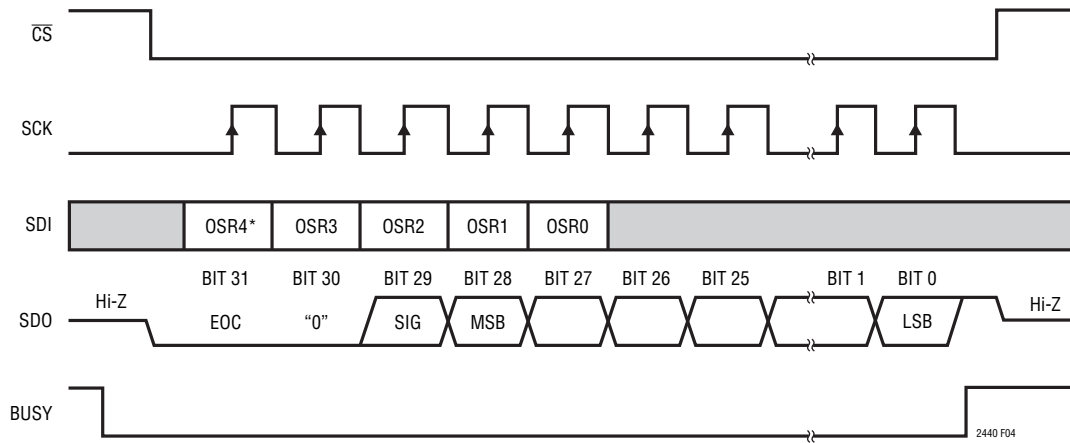 CS
SCK
SDI OSR4* OSR3 OSR2 OSR1 OSR0
BIT 31 BIT 30 BIT 29 BIT 28 BIT 27 BIT 26 BIT 25 BIT 1 BIT 0
Hi-Z Hi-Z
SDO EOC “0” SIG MSB LSB
BUSY
2440 F04